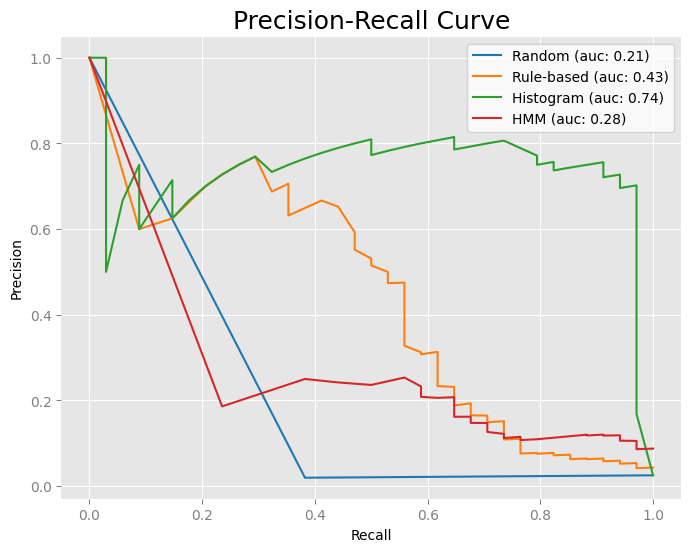 Precision-Recall Curve
Random (auc: 0.21)
Rule-based (auc: 0.43)
Histogram (auc: 0.74)
HMM (auc: 0.28)
1.0
0.8
0.6
0.4
0.2
0.0
Precision
0.0 0.2 0.4 0.6 0.8 1.0
Recall